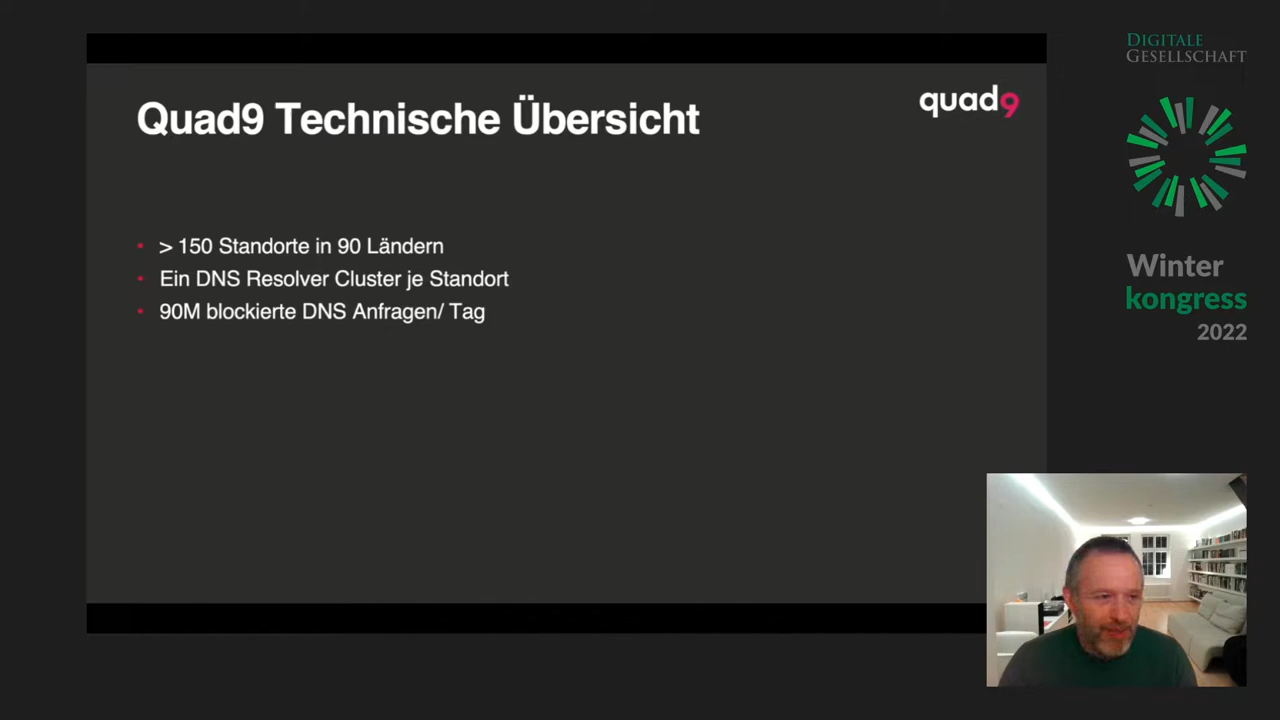 Quad9 Technische Übersicht
quad9
> 150 Standorte in 90 Ländern
Ein DNS Resolver Cluster je Standort
90M blockierte DNS Anfragen/ Tag
DIGITALE
GESELLSCHAFT
Winter
kongress
2022